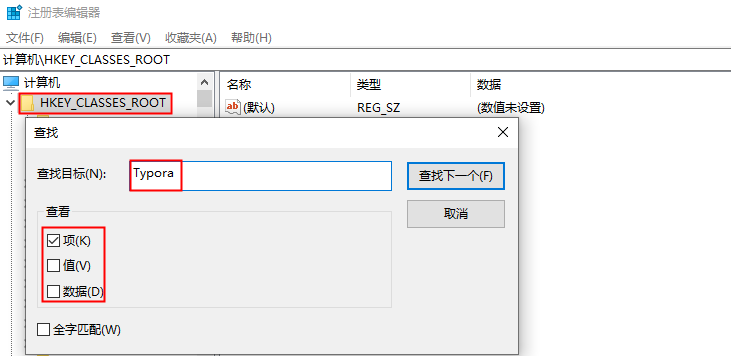 注册表编辑器
文件(F) 编辑(E) 查看(V) 收藏夹(A) 帮助(H)
计算机\HKEY_CLASSES_ROOT
计算机 名称 类型 数据
HKEY_CLASSES_ROOT ab (默认) REG_SZ (数值未设置)
查找
查找目标(N): Typora 查找下一个(F)
取消
查看
项(K)
值(V)
数据(D)
全字匹配(W)